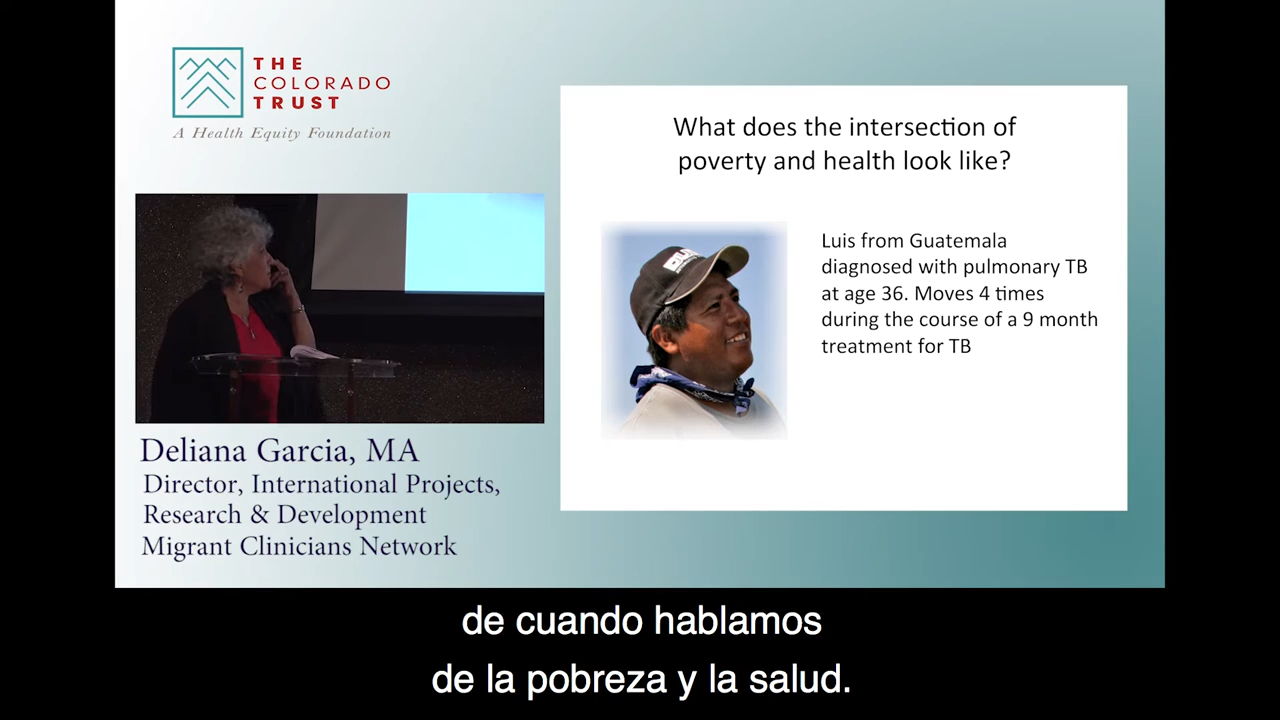 THE
COLORADO
TRUST
A Health Equity Foundation
What does the intersection of
poverty and health look like?
Luis from Guatemala
diagnosed with pulmonary TB
at age 36. Moves 4 times
during the course of a 9 month
treatment for TB
Deliana Garcia, MA
Director, International Projects,
Research & Development
Migrant Clinicians Network
de cuando hablamos
de la pobreza y la salud.